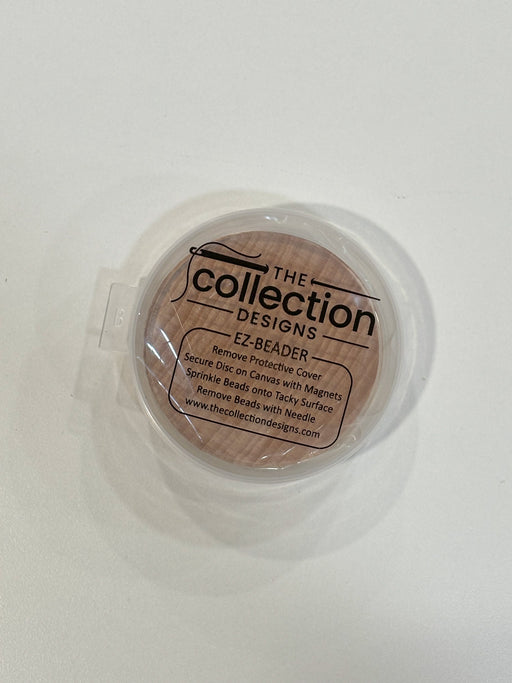 THE
collection
DESIGNS
EZ-BEADER
Remove Protective Cover
Secure Disc on Canvas with Magnets
Sprinkle Beads onto Tacky Surface
Remove Beads with Needle
www.thecollectiondesigns.com